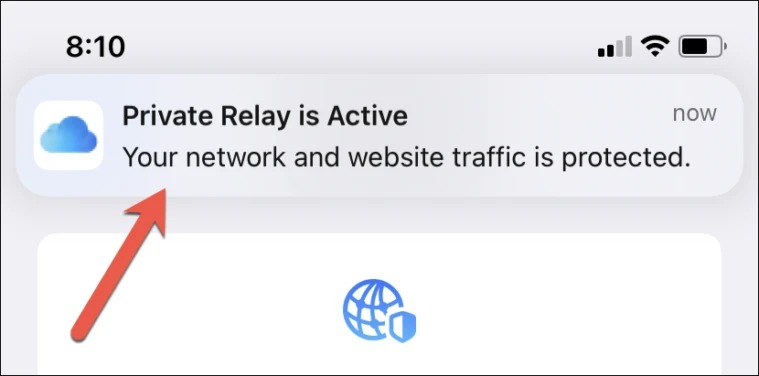 8:10
Private Relay is Active
now
Your network and website traffic is protected.